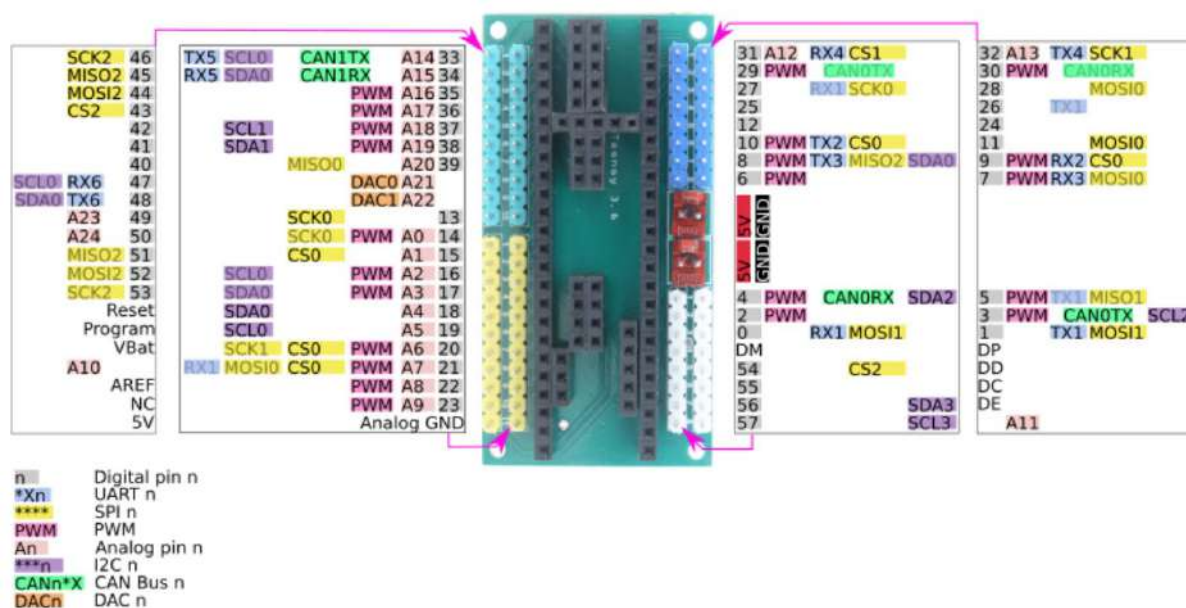 SCK2 46
MISO2 45
MOSI2 44
CS2 43
42
41
40
SCL0 RX6 47
SDA0 TX6 48
A23 49
A24 50
MISO2 51
MOSI2 52
SCK2 53
Reset
Program
VBat
A10
AREF
NC
5V
TX5 SCL0 CAN1TX A14 33
RX5 SDA0 CAN1RX A15 34
PWM A16 35
PWM A17 36
SCL1 PWM A18 37
SDA1 PWM A19 38
MISO0 A20 39
DAC0 A21
DAC1 A22
SCK0 13
SCK0 PWM A0 14
CS0 A1 15
SCL0 PWM A2 16
SDA0 PWM A3 17
SDA0 A4 18
SCL0 A5 19
SCK1 CS0 PWM A6 20
RX1 MOSI0 CS0 PWM A7 21
PWM A8 22
PWM A9 23
Analog GND
Teensy 3.6
31 A12 RX4 CS1
29 PWM CAN0TX
27 RX1 SCK0
25
12
10 PWM TX2 CS0
8 PWM TX3 MISO2 SDA0
6 PWM
5V GND
5V GND
4 PWM CAN0RX SDA2
2 PWM
0 RX1 MOSI1
DM
54 CS2
55
56 SDA3
57 SCL3
32 A13 TX4 SCK1
30 PWM CAN0RX
28 MOSI0
26 TX1
24
11 MOSI0
9 PWM RX2 CS0
7 PWM RX3 MOSI0
5 PWM TX1 MISO1
3 PWM CAN0TX SCL2
1 TX1 MOSI1
DP
DD
DC
DE
A11
n Digital pin n
*Xn UART n
**** SPI n
PWM PWM
An Analog pin n
***n I2C n
CANn*X CAN Bus n
DACn DAC n